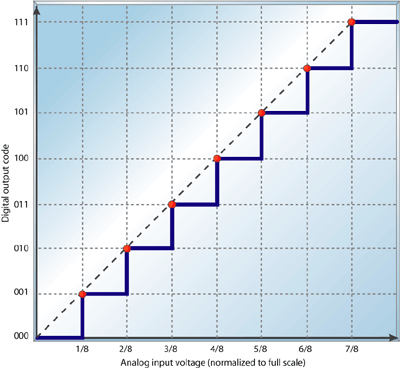 Digital output code
111
110
101
100
011
010
001
000
1/8 2/8 3/8 4/8 5/8 6/8 7/8
Analog input voltage (normalized to full scale)